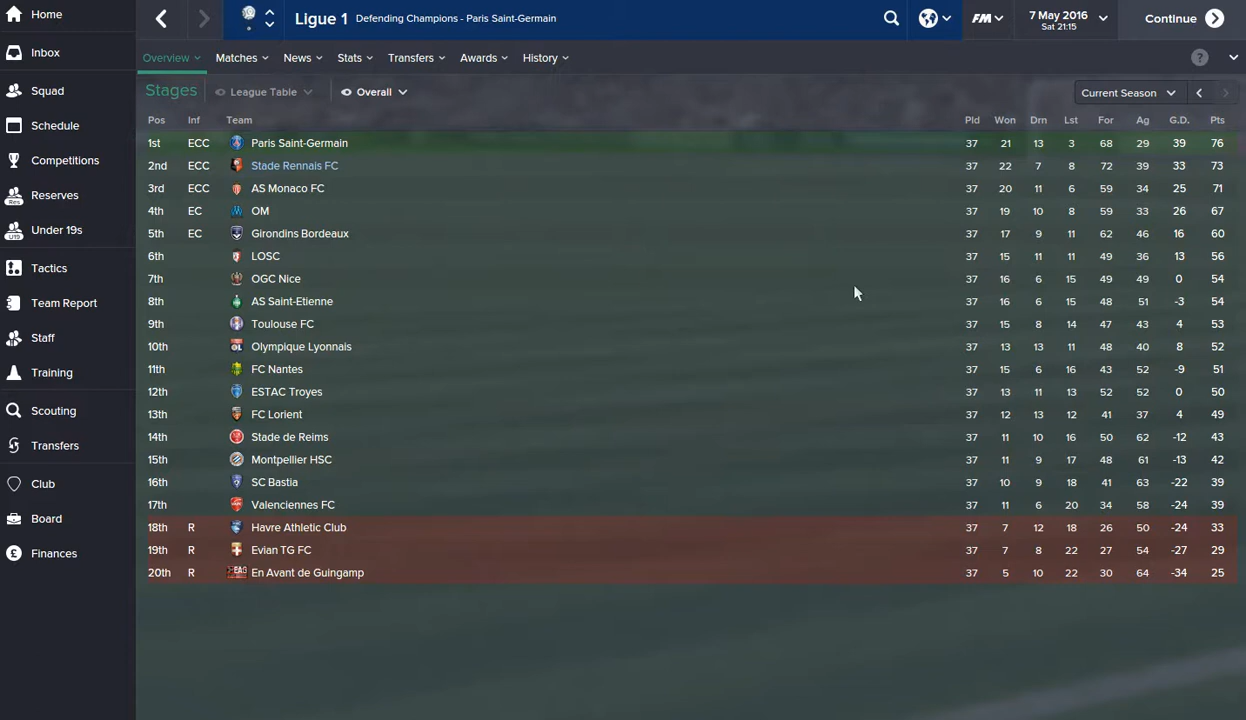 Home
Inbox
Squad
Schedule
Competitions
Res
Reserves
U19
Under 19s
Tactics
Team Report
Staff
Training
Scouting
Transfers
Club
Board
Finances
Ligue 1 Defending Champions - Paris Saint-Germain
FM
7 May 2016
Sat 21:15
Continue
Overview Matches News Stats Transfers Awards History ?
Stages League Table Overall Current Season
Pos Inf Team Pld Won Drn Lst For Ag G.D. Pts
1st ECC Paris Saint-Germain 37 21 13 3 68 29 39 76
2nd ECC Stade Rennais FC 37 22 7 8 72 39 33 73
3rd ECC AS Monaco FC 37 20 11 6 59 34 25 71
4th EC OM 37 19 10 8 59 33 26 67
5th EC Girondins Bordeaux 37 17 9 11 62 46 16 60
6th LOSC 37 15 11 11 49 36 13 56
7th OGC Nice 37 16 6 15 49 49 0 54
8th AS Saint-Etienne 37 16 6 15 48 51 -3 54
9th Toulouse FC 37 15 8 14 47 43 4 53
10th OL Olympique Lyonnais 37 13 13 11 48 40 8 52
11th FC Nantes 37 15 6 16 43 52 -9 51
12th ESTAC Troyes 37 13 11 13 52 52 0 50
13th FC Lorient 37 12 13 12 41 37 4 49
14th Stade de Reims 37 11 10 16 50 62 -12 43
15th Montpellier HSC 37 11 9 17 48 61 -13 42
16th SC Bastia 37 10 9 18 41 63 -22 39
17th Valenciennes FC 37 11 6 20 34 58 -24 39
18th R Havre Athletic Club 37 7 12 18 26 50 -24 33
19th R Evian TG FC 37 7 8 22 27 54 -27 29
20th R EAG En Avant de Guingamp 37 5 10 22 30 64 -34 25